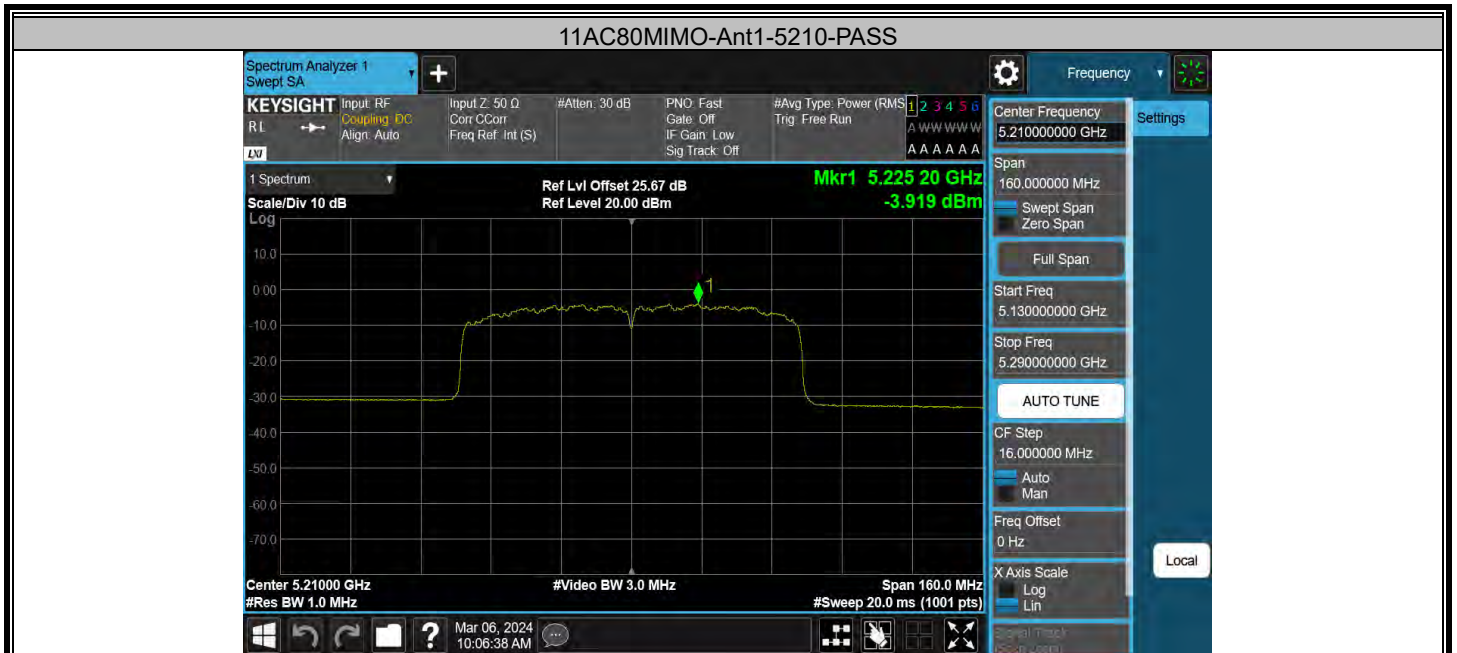 11AC80MIMO-Ant1-5210-PASS
Spectrum Analyzer 1
Swept SA
+
Frequency
KEYSIGHT
RL
LXI
Input: RF
Coupling: DC
Align: Auto
Input Z: 50 Ω
Corr CCorr
Freq Ref: Int (S)
#Atten: 30 dB
PNO: Fast
Gate: Off
IF Gain: Low
Sig Track: Off
#Avg Type: Power (RMS
Trig: Free Run
1 2 3 4 5 6
A W W W W W
A A A A A A
1 Spectrum
Scale/Div 10 dB
Log
Ref Lvl Offset 25.67 dB
Ref Level 20.00 dBm
Mkr1 5.225 20 GHz
-3.919 dBm
10.0
0.00
-10.0
-20.0
-30.0
-40.0
-50.0
-60.0
-70.0
1
Center 5.21000 GHz
#Res BW 1.0 MHz
#Video BW 3.0 MHz
Span 160.0 MHz
#Sweep 20.0 ms (1001 pts)
Mar 06, 2024
10:06:38 AM
?
Center Frequency
5.210000000 GHz
Settings
Span
160.000000 MHz
Swept Span
Zero Span
Full Span
Start Freq
5.130000000 GHz
Stop Freq
5.290000000 GHz
AUTO TUNE
CF Step
16.000000 MHz
Auto
Man
Freq Offset
0 Hz
X Axis Scale
Log
Lin
Local
Signal Track
(Span Zoom)